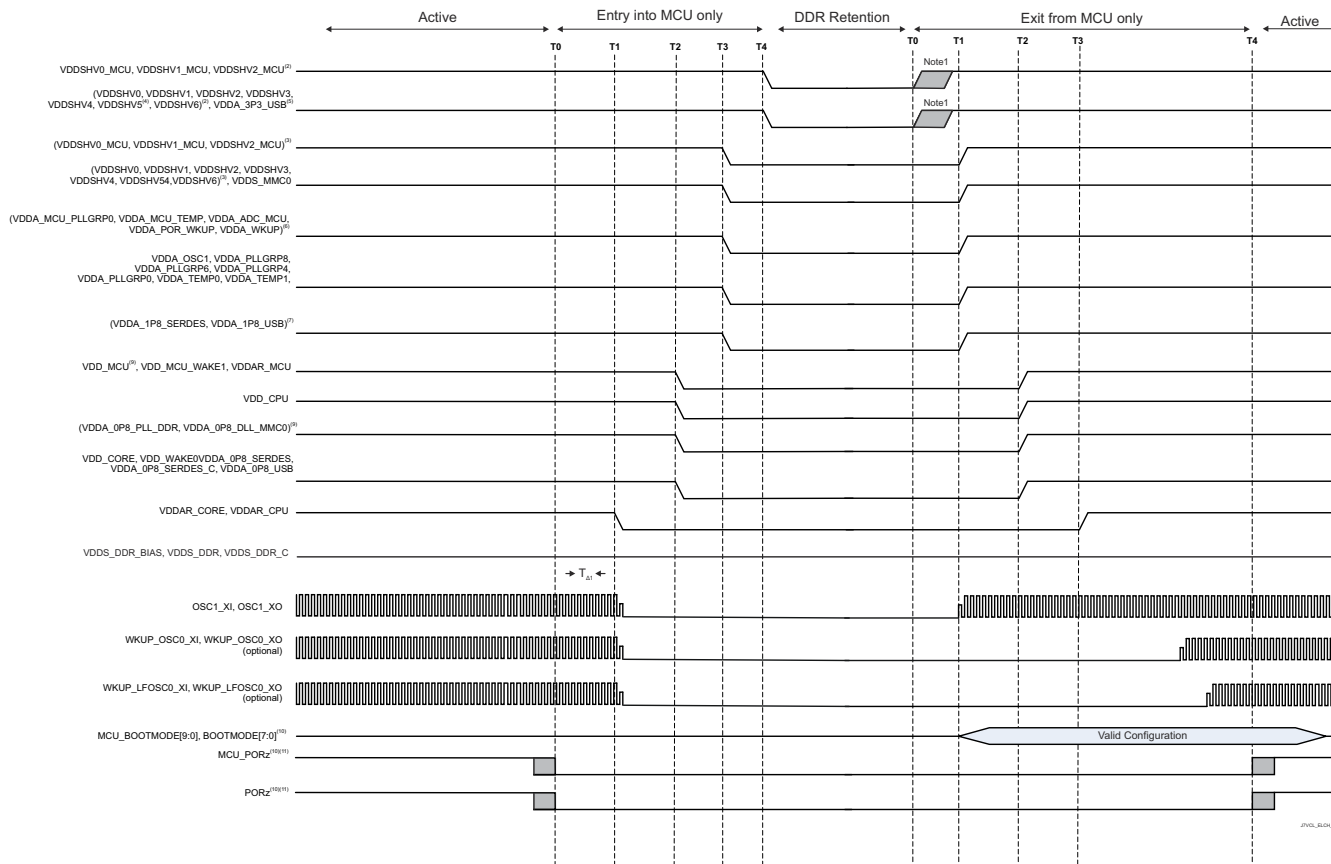 Active
Entry into MCU only
DDR Retention
Exit from MCU only
Active
T0 T1 T2 T3 T4 T0 T1 T2 T3 T4
VDDSHV0_MCU, VDDSHV1_MCU, VDDSHV2_MCU(2)
Note1
(VDDSHV0, VDDSHV1, VDDSHV2, VDDSHV3,
VDDSHV4, VDDSHV5(4), VDDSHV6)(2), VDDA_3P3_USB(5)
Note1
(VDDSHV0_MCU, VDDSHV1_MCU, VDDSHV2_MCU)(3)
(VDDSHV0, VDDSHV1, VDDSHV2, VDDSHV3,
VDDSHV4, VDDSHV54,VDDSHV6)(3), VDDS_MMC0
(VDDA_MCU_PLLGRP0, VDDA_MCU_TEMP, VDDA_ADC_MCU,
VDDA_POR_WKUP, VDDA_WKUP)(6)
VDDA_OSC1, VDDA_PLLGRP8,
VDDA_PLLGRP6, VDDA_PLLGRP4,
VDDA_PLLGRP0, VDDA_TEMP0, VDDA_TEMP1,
(VDDA_1P8_SERDES, VDDA_1P8_USB)(7)
VDD_MCU(9), VDD_MCU_WAKE1, VDDAR_MCU
VDD_CPU
(VDDA_0P8_PLL_DDR, VDDA_0P8_DLL_MMC0)(9)
VDD_CORE, VDD_WAKE0VDDA_0P8_SERDES,
VDDA_0P8_SERDES_C, VDDA_0P8_USB
VDDAR_CORE, VDDAR_CPU
VDDS_DDR_BIAS, VDDS_DDR, VDDS_DDR_C
TΔ1
OSC1_XI, OSC1_XO
WKUP_OSC0_XI, WKUP_OSC0_XO
(optional)
WKUP_LFOSC0_XI, WKUP_LFOSC0_XO
(optional)
MCU_BOOTMODE[9:0], BOOTMODE[7:0](10)
Valid Configuration
MCU_PORz(10)(11)
PORz(10)(11)